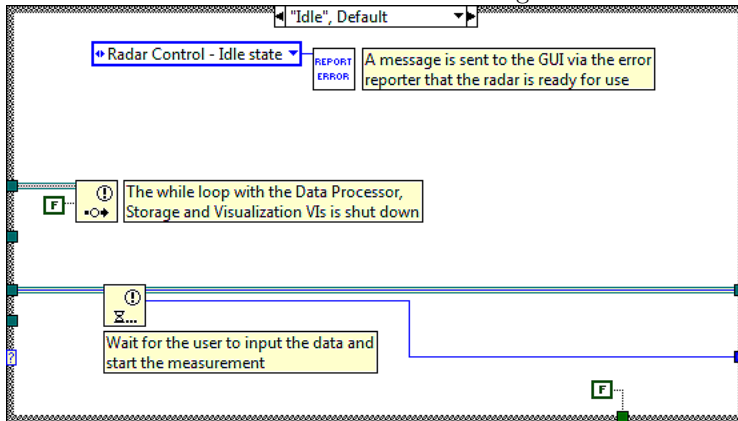 "Idle", Default
Radar Control - Idle state
REPORT
ERROR
A message is sent to the GUI via the error
reporter that the radar is ready for use
F
The while loop with the Data Processor,
Storage and Visualization VIs is shut down
Wait for the user to input the data and
start the measurement
?
F